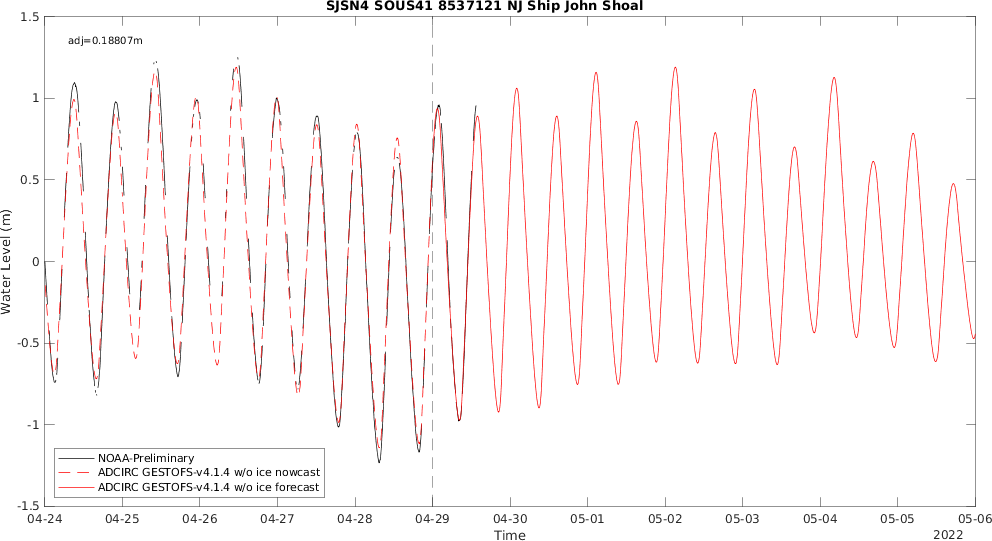 SJSN4 SOUS41 8537121 NJ Ship John Shoal
adj=0.18807m
1.5
1
0.5
0
-0.5
-1
-1.5
Water Level (m)
NOAA-Preliminary
ADCIRC GESTOFS-v4.1.4 w/o ice nowcast
ADCIRC GESTOFS-v4.1.4 w/o ice forecast
04-24 04-25 04-26 04-27 04-28 04-29 04-30 05-01 05-02 05-03 05-04 05-05 05-06
Time
2022